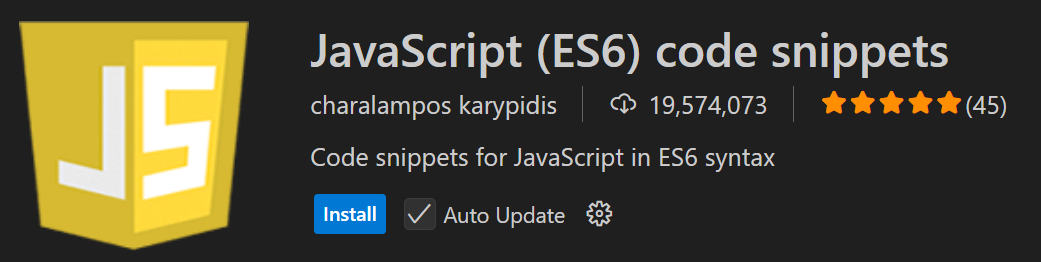 JS
JavaScript (ES6) code snippets
charalampos karypidis 19,574,073 (45)
Code snippets for JavaScript in ES6 syntax
Install Auto Update